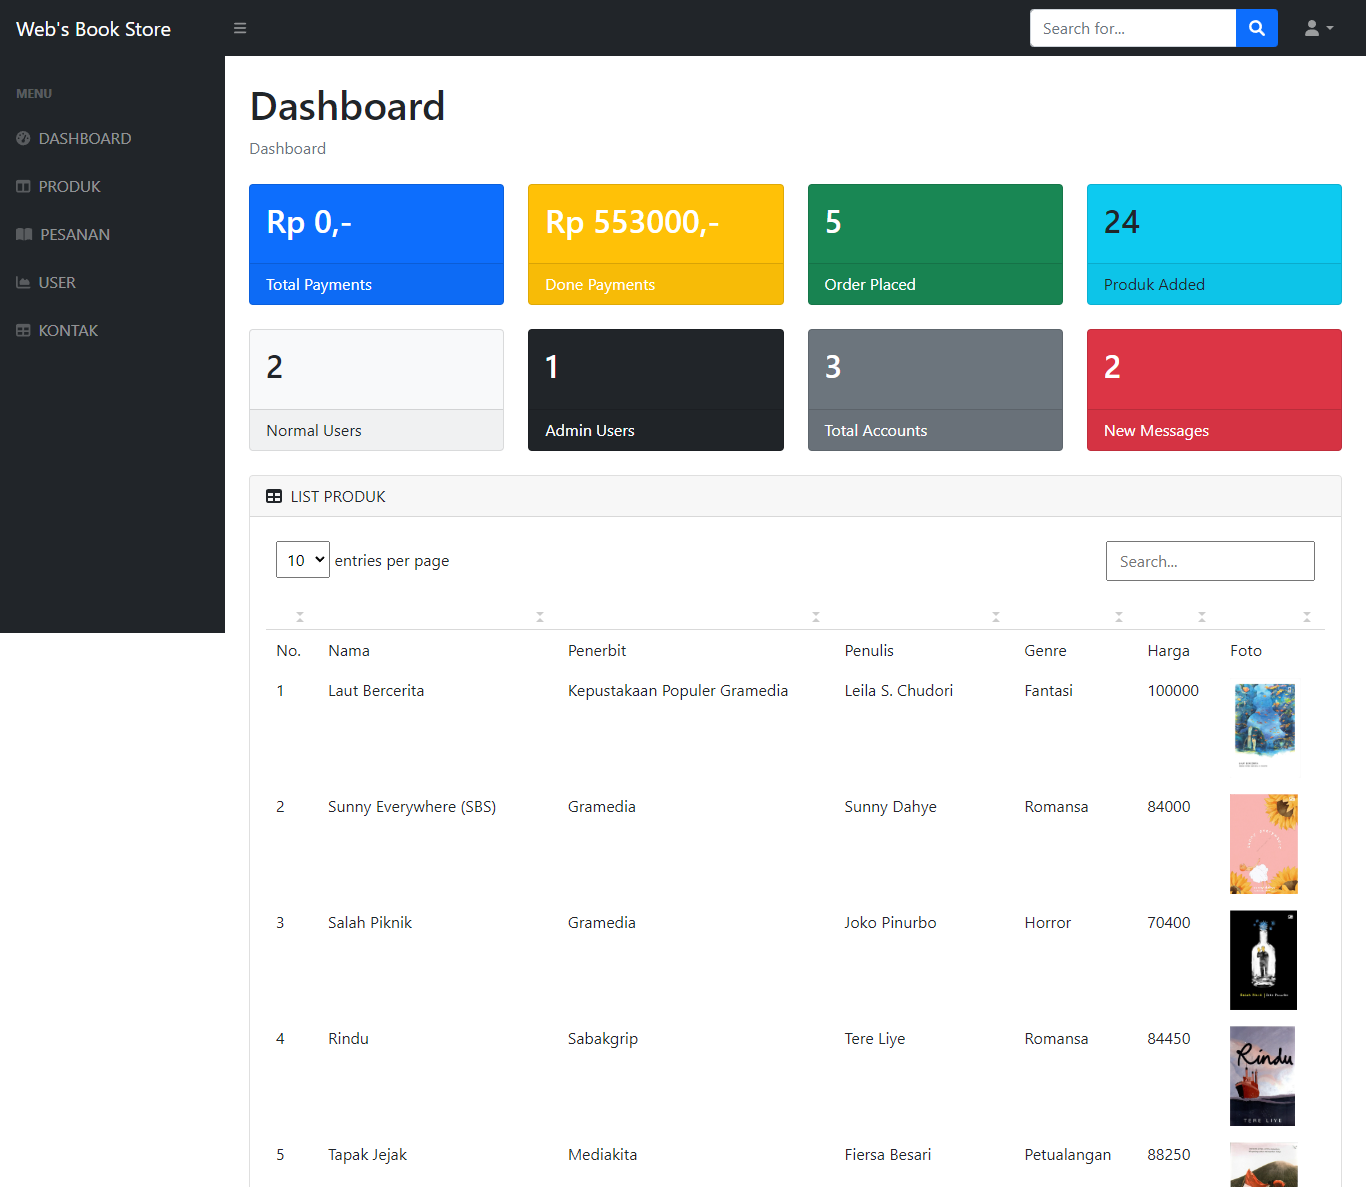 Web's Book Store
Search for...
MENU
DASHBOARD
PRODUK
PESANAN
USER
KONTAK
Dashboard
Dashboard
Rp 0,-
Total Payments
Rp 553000,-
Done Payments
5
Order Placed
24
Produk Added
2
Normal Users
1
Admin Users
3
Total Accounts
2
New Messages
LIST PRODUK
10 entries per page
Search...
No. Nama Penerbit Penulis Genre Harga Foto
1 Laut Bercerita Kepustakaan Populer Gramedia Leila S. Chudori Fantasi 100000
2 Sunny Everywhere (SBS) Gramedia Sunny Dahye Romansa 84000
3 Salah Piknik Gramedia Joko Pinurbo Horror 70400
4 Rindu Sabakgrip Tere Liye Romansa 84450
Rindu
TERE LIYE
5 Tapak Jejak Mediakita Fiersa Besari Petualangan 88250